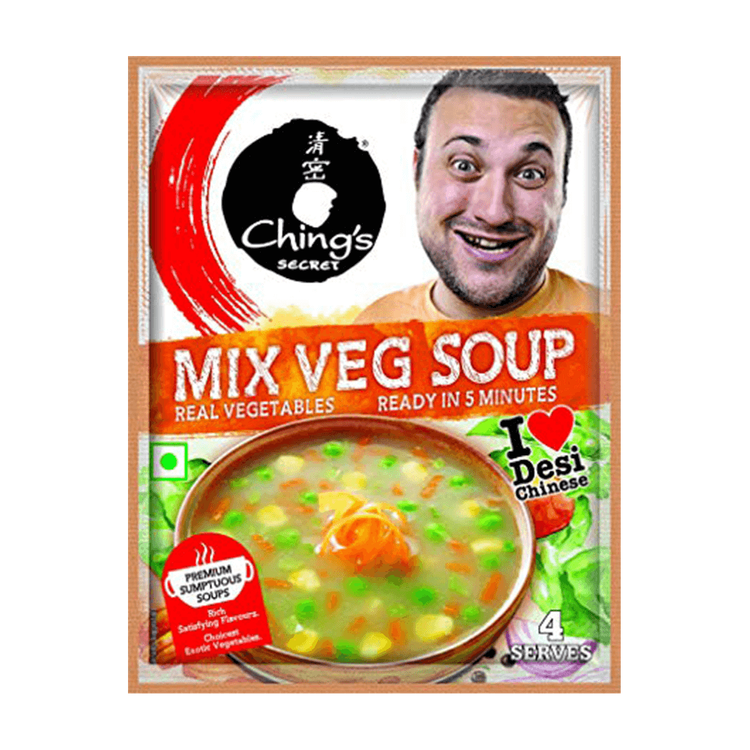 清
密
®
Ching's
SECRET
MIX VEG SOUP
REAL VEGETABLES READY IN 5 MINUTES
I ♥
Desi
Chinese
PREMIUM
SUMPTUOUS
SOUPS
Rich
Satisfying Flavours.
Choicest
Exotic Vegetables.
4
SERVES